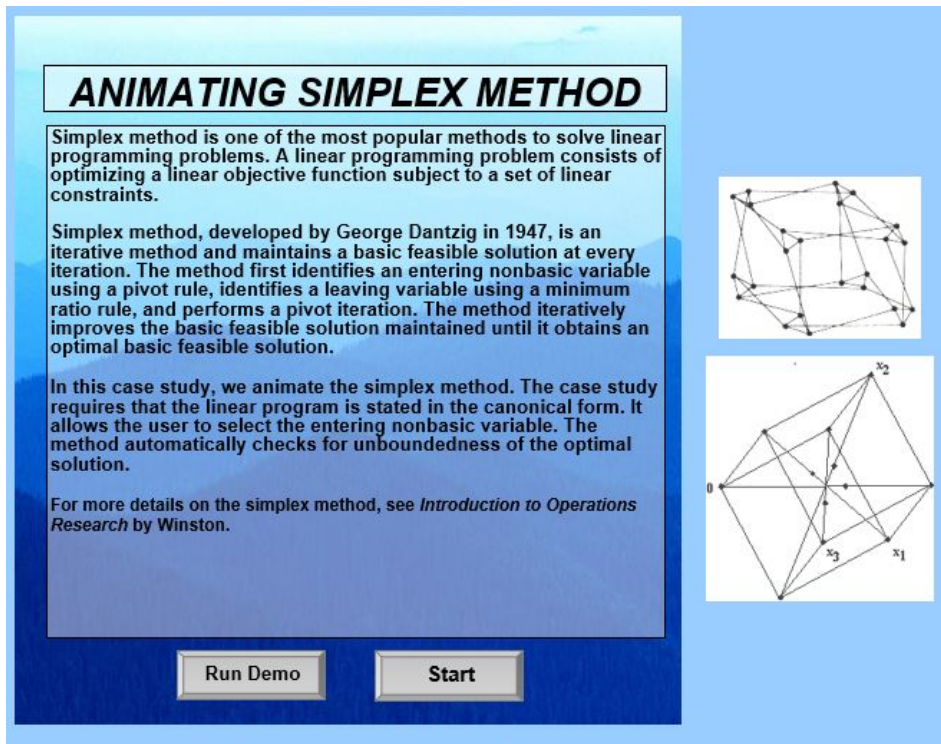 ANIMATING SIMPLEX METHOD
Simplex method is one of the most popular methods to solve linear
programming problems. A linear programming problem consists of
optimizing a linear objective function subject to a set of linear
constraints.
Simplex method, developed by George Dantzig in 1947, is an
iterative method and maintains a basic feasible solution at every
iteration. The method first identifies an entering nonbasic variable
using a pivot rule, identifies a leaving variable using a minimum
ratio rule, and performs a pivot iteration. The method iteratively
improves the basic feasible solution maintained until it obtains an
optimal basic feasible solution.
In this case study, we animate the simplex method. The case study
requires that the linear program is stated in the canonical form. It
allows the user to select the entering nonbasic variable. The
method automatically checks for unboundedness of the optimal
solution.
For more details on the simplex method, see Introduction to Operations
Research by Winston.
Run Demo
Start
x2
0
x3
x1